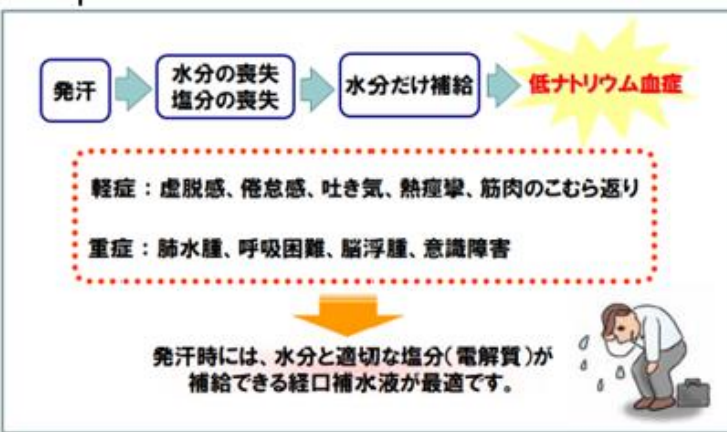 発汗
水分の喪失
塩分の喪失
水分だけ補給
低ナトリウム血症
軽症：虚脱感、倦怠感、吐き気、熱痙攣、筋肉のこむら返り
重症：肺水腫、呼吸困難、脳浮腫、意識障害
発汗時には、水分と適切な塩分（電解質）が
補給できる経口補水液が最適です。